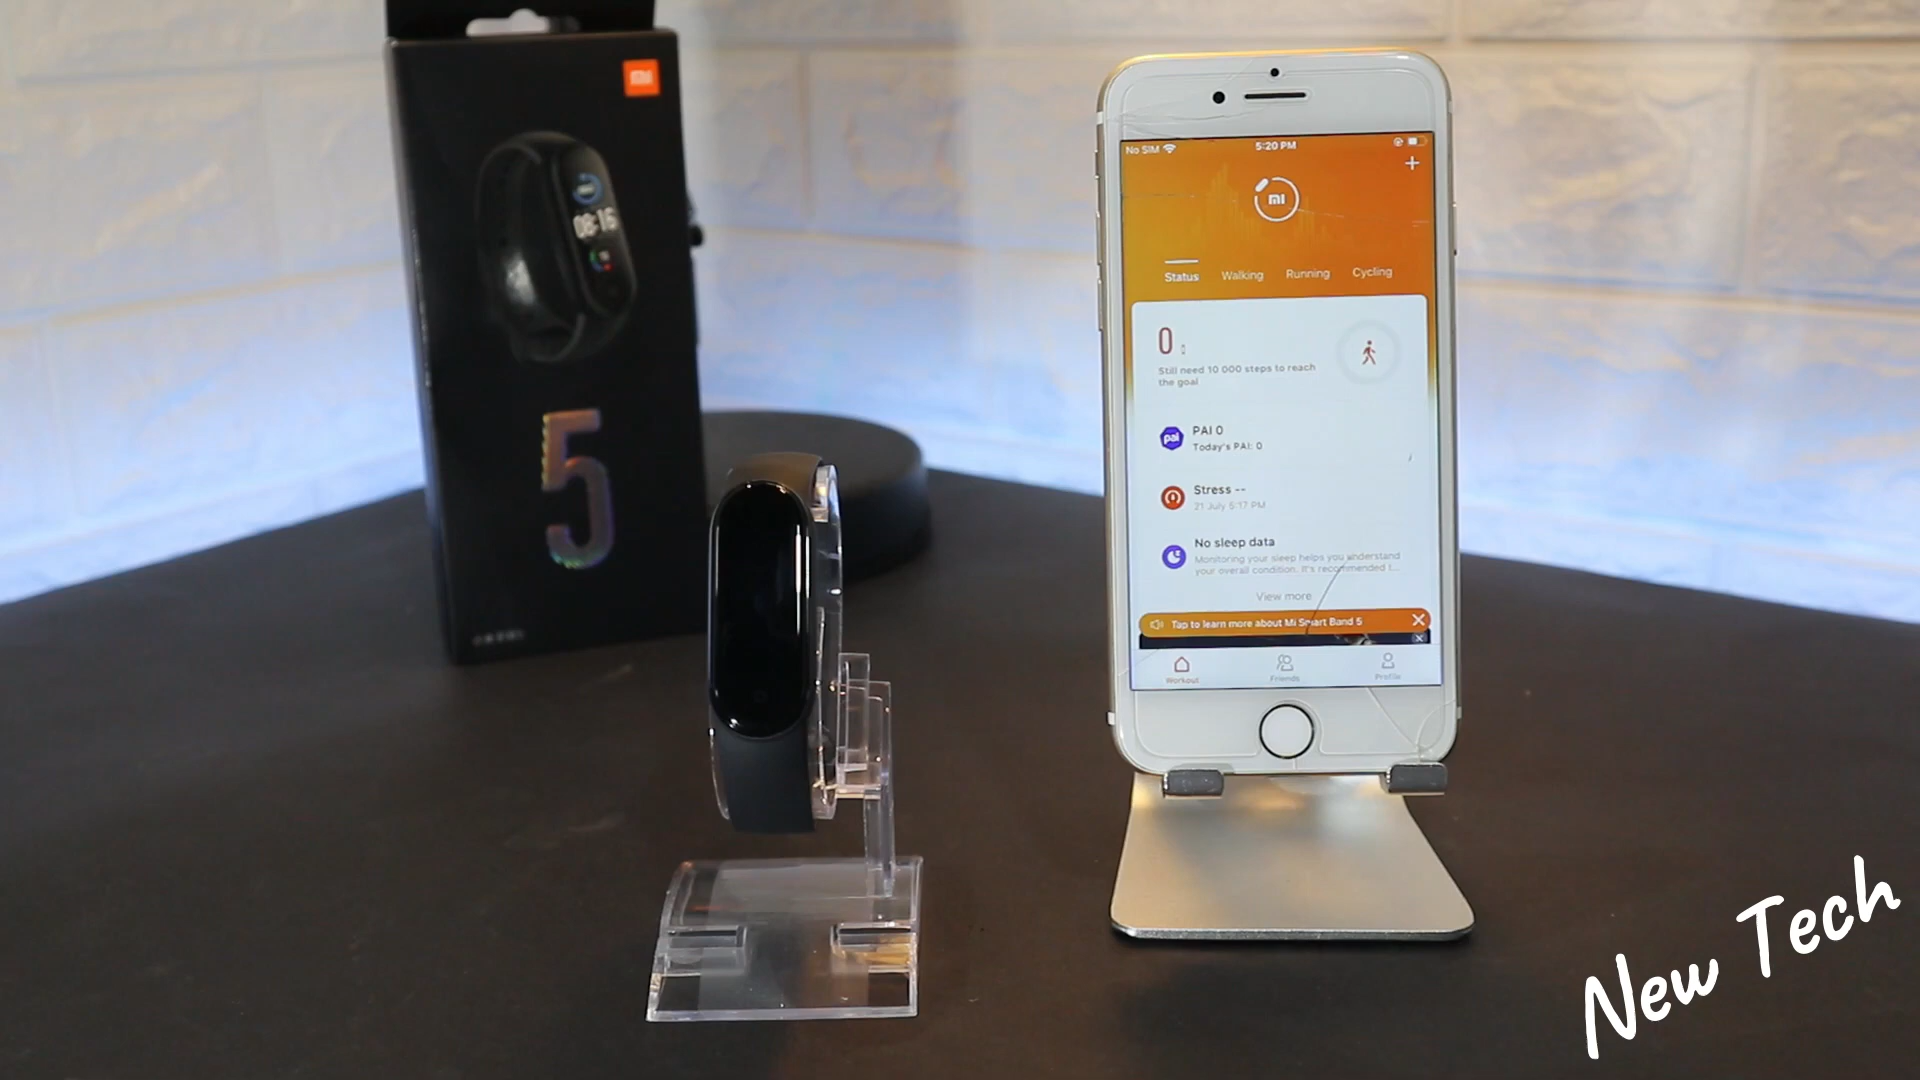 mi
08:16
5
No SIM
5:20 PM
+
mi
Status Walking Running Cycling
0
Still need 10 000 steps to reach
the goal
pai
PAI 0
Today's PAI: 0
Stress --
21 July 5:17 PM
No sleep data
Monitoring your sleep helps you understand
your overall condition. It's recommended t...
View more
Tap to learn more about Mi Smart Band 5
Workout Friends Profile
New Tech